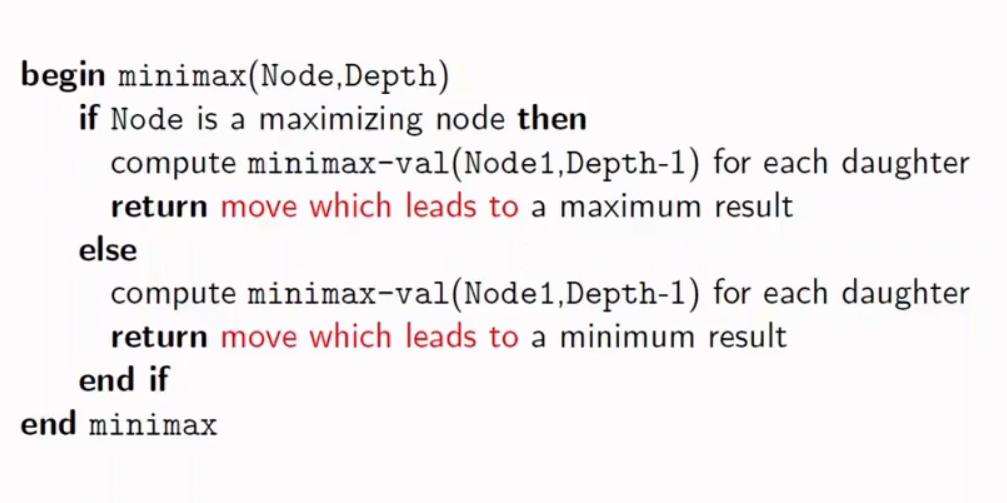 begin minimax(Node,Depth)
if Node is a maximizing node then
compute minimax-val(Node1,Depth-1) for each daughter
return move which leads to a maximum result
else
compute minimax-val(Node1,Depth-1) for each daughter
return move which leads to a minimum result
end if
end minimax